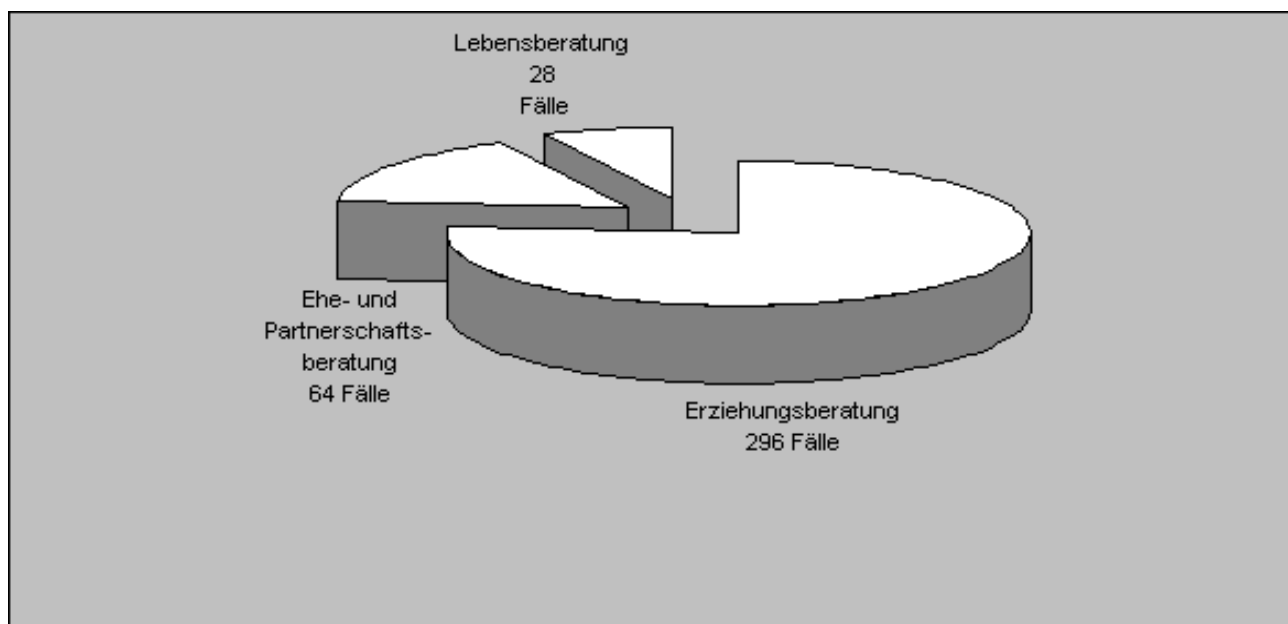 Lebensberatung
28
Fälle
Ehe- und
Partnerschafts-
beratung
64 Fälle
Erziehungsberatung
296 Fälle